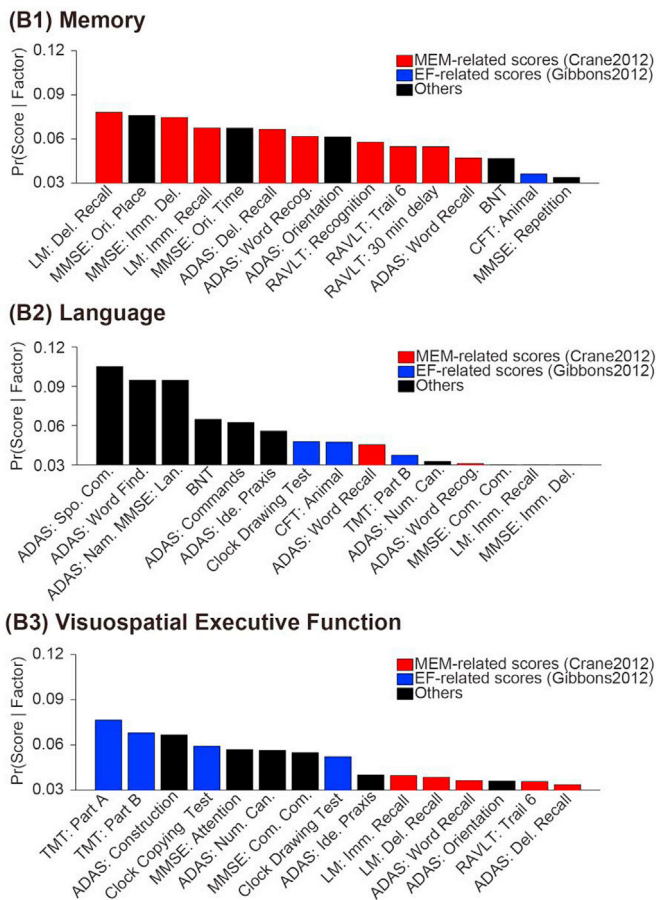 (B1) Memory
Pr(Score | Factor)
0.12
0.09
0.06
0.03
MEM-related scores (Crane2012)
EF-related scores (Gibbons2012)
Others
LM: Del. Recall
MMSE: Ori. Place
MMSE: Imm. Del.
LM: Imm. Recall
MMSE: Ori. Time
ADAS: Del. Recall
ADAS: Word Recog.
ADAS: Orientation
RAVLT: Recognition
RAVLT: Trail 6
RAVLT: 30 min delay
ADAS: Word Recall
BNT
CFT: Animal
MMSE: Repetition
(B2) Language
Pr(Score | Factor)
0.12
0.09
0.06
0.03
MEM-related scores (Crane2012)
EF-related scores (Gibbons2012)
Others
ADAS: Spo. Com.
ADAS: Word Find.
ADAS: Nam. MMSE: Lan.
BNT
ADAS: Commands
ADAS: Ide. Praxis
Clock Drawing Test
CFT: Animal
ADAS: Word Recall
TMT: Part B
ADAS: Num. Can.
ADAS: Word Recog.
MMSE: Com. Com.
LM: Imm. Recall
MMSE: Imm. Del.
(B3) Visuospatial Executive Function
Pr(Score | Factor)
0.12
0.09
0.06
0.03
MEM-related scores (Crane2012)
EF-related scores (Gibbons2012)
Others
TMT: Part A
TMT: Part B
ADAS: Construction
Clock Copying Test
MMSE: Attention
ADAS: Num. Can.
MMSE: Com. Com.
Clock Drawing Test
ADAS: Ide. Praxis
LM: Imm. Recall
LM: Del. Recall
ADAS: Word Recall
ADAS: Orientation
RAVLT: Trail 6
ADAS: Del. Recall